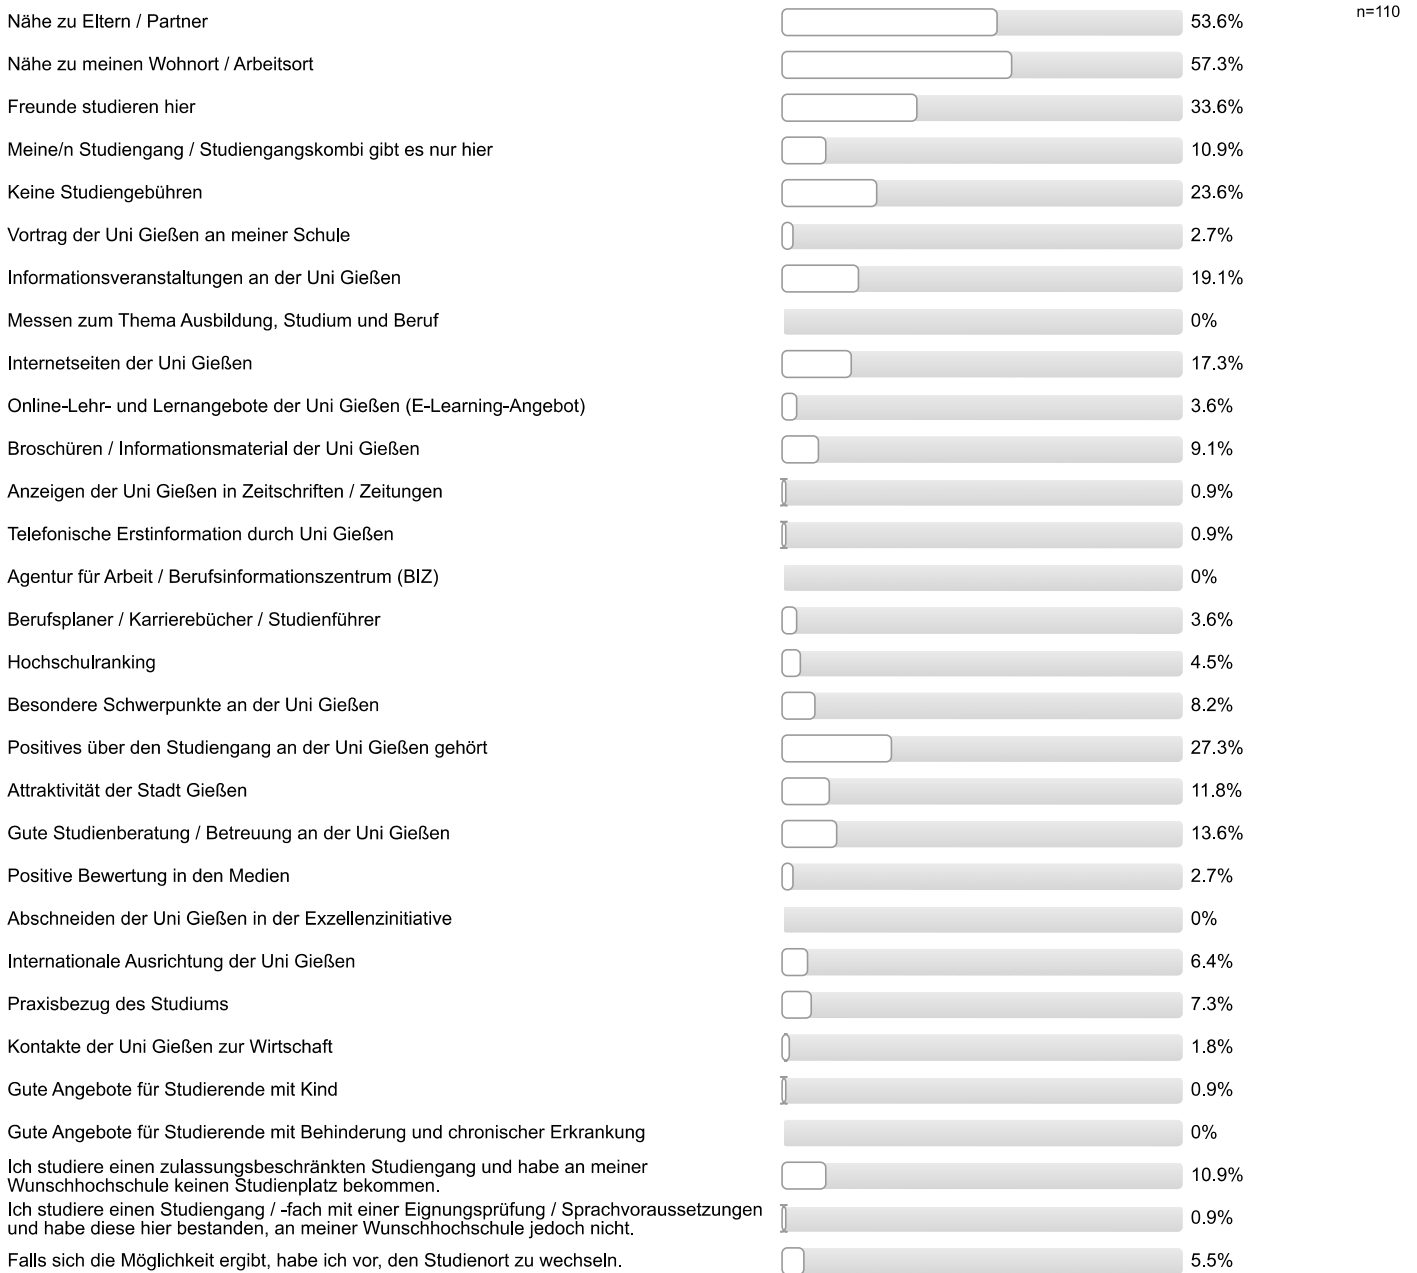 n=110
Nähe zu Eltern / Partner 53.6%
Nähe zu meinen Wohnort / Arbeitsort 57.3%
Freunde studieren hier 33.6%
Meine/n Studiengang / Studiengangskombi gibt es nur hier 10.9%
Keine Studiengebühren 23.6%
Vortrag der Uni Gießen an meiner Schule 2.7%
Informationsveranstaltungen an der Uni Gießen 19.1%
Messen zum Thema Ausbildung, Studium und Beruf 0%
Internetseiten der Uni Gießen 17.3%
Online-Lehr- und Lernangebote der Uni Gießen (E-Learning-Angebot) 3.6%
Broschüren / Informationsmaterial der Uni Gießen 9.1%
Anzeigen der Uni Gießen in Zeitschriften / Zeitungen 0.9%
Telefonische Erstinformation durch Uni Gießen 0.9%
Agentur für Arbeit / Berufsinformationszentrum (BIZ) 0%
Berufsplaner / Karrierebücher / Studienführer 3.6%
Hochschulranking 4.5%
Besondere Schwerpunkte an der Uni Gießen 8.2%
Positives über den Studiengang an der Uni Gießen gehört 27.3%
Attraktivität der Stadt Gießen 11.8%
Gute Studienberatung / Betreuung an der Uni Gießen 13.6%
Positive Bewertung in den Medien 2.7%
Abschneiden der Uni Gießen in der Exzellenzinitiative 0%
Internationale Ausrichtung der Uni Gießen 6.4%
Praxisbezug des Studiums 7.3%
Kontakte der Uni Gießen zur Wirtschaft 1.8%
Gute Angebote für Studierende mit Kind 0.9%
Gute Angebote für Studierende mit Behinderung und chronischer Erkrankung 0%
Ich studiere einen zulassungsbeschränkten Studiengang und habe an meiner
Wunschhochschule keinen Studienplatz bekommen. 10.9%
Ich studiere einen Studiengang / -fach mit einer Eignungsprüfung / Sprachvoraussetzungen
und habe diese hier bestanden, an meiner Wunschhochschule jedoch nicht. 0.9%
Falls sich die Möglichkeit ergibt, habe ich vor, den Studienort zu wechseln. 5.5%